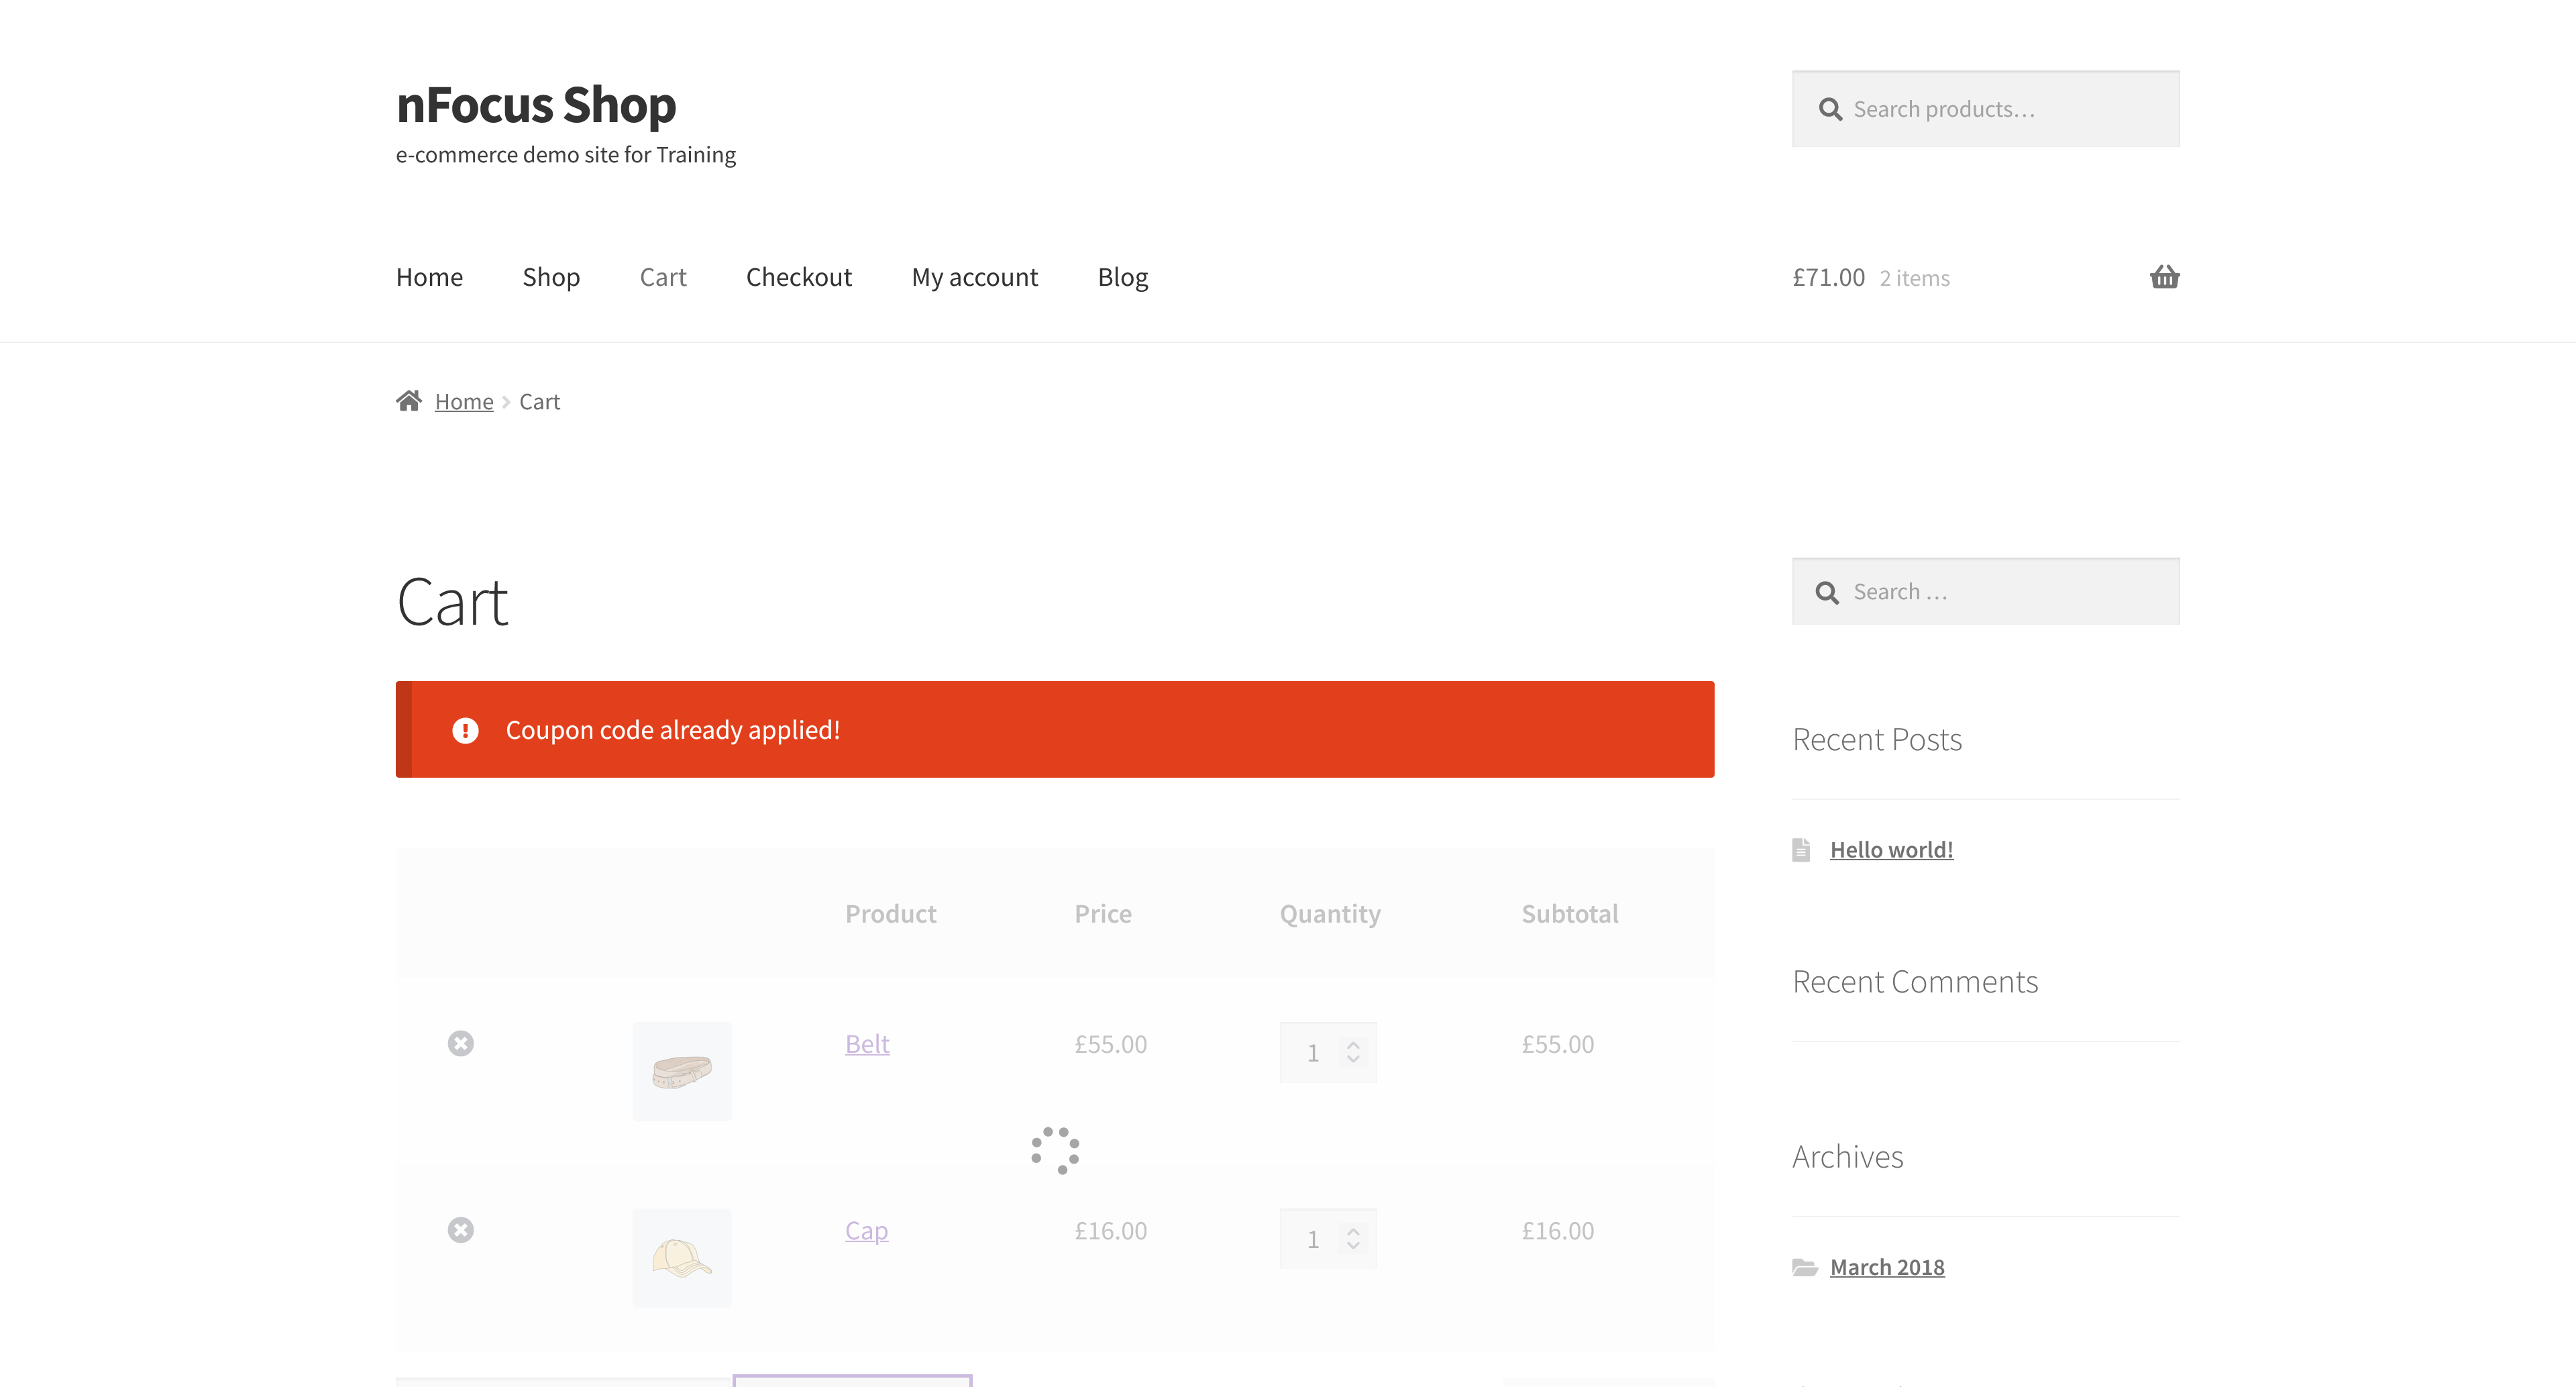 nFocus Shop
e-commerce demo site for Training
Search products…
Home Shop Cart Checkout My account Blog
£71.00 2 items
Home Cart
Cart
Coupon code already applied!
Product Price Quantity Subtotal
Belt £55.00 1 £55.00
Cap £16.00 1 £16.00
Search …
Recent Posts
Hello world!
Recent Comments
Archives
March 2018